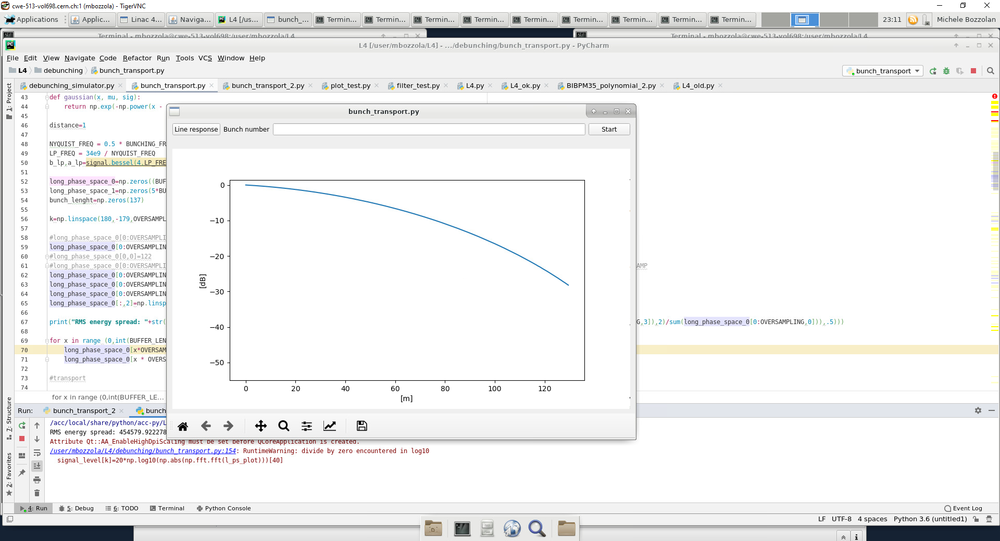 cwe-513-vol698.cern.ch:1 (mbozzola) - TigerVNC
Applications Applic... Linac 4... Naviga... L4 [/us... bunch_... Termin... Termin... Termin... Termin... Termin... Termin... Termin... Termin... Termin... 23:11 Michele Bozzolan
Terminal - mbozzola@cwe-513-vol698:/user/mbozzola/L4 Terminal - mbozzola@cwe-513-vol698:/user/mbozzola/L4
L4 [/user/mbozzola/L4] - .../debunching/bunch_transport.py - PyCharm
File Edit View Navigate Code Refactor Run Tools VCS Window Help
L4 debunching bunch_transport.py bunch_transport
debunching_simulator.py bunch_transport.py bunch_transport_2.py plot_test.py filter_test.py L4.py L4_ok.py BIBPM35_polynomial_2.py L4_old.py
1: Project
43 def gaussian(x, mu, sig):
44 return np.exp(-np.power(x -
45
46 distance=1
47
48 NYQUIST_FREQ = 0.5 * BUNCHING_FR
49 LP_FREQ = 34e9 / NYQUIST_FREQ
50 b_lp,a_lp=signal.bessel(4,LP_FRE
51
52 long_phase_space_0=np.zeros((BUF
53 long_phase_space_1=np.zeros(5*BU
54 bunch_lenght=np.zeros(137)
55
56 k=np.linspace(180,-179,OVERSAMPL
57
58 #long_phase_space_0[0:OVERSAMPLI
59 long_phase_space_0[0:OVERSAMPLIN
60 #long_phase_space_0[0,0]=122
61 #long_phase_space_0[0:OVERSAMPLI AMP
62 long_phase_space_0[0:OVERSAMPLIN
63 long_phase_space_0[0:OVERSAMPLIN
64 long_phase_space_0[0:OVERSAMPLIN
65 long_phase_space_0[:,2]=np.linsp
66
67 print("RMS energy spread: "+str( G,3]),2)/sum(long_phase_space_0[0:OVERSAMPLING,0])),.5)))
68
69 for x in range (0,int(BUFFER_LEN
70 long_phase_space_0[x*OVERSAM
71 long_phase_space_0[x * OVERS
72
73 #transport
74
for x in range (0,int(BUFFER_LE...
bunch_transport.py
Line response Bunch number Start
0
−10
−20
−30
−40
−50
[dB]
0 20 40 60 80 100 120
[m]
7: Structure
2: Favorites
Run: bunch_transport_2 bunch
/acc/local/share/python/acc-py/L
RMS energy spread: 454579.922278
Attribute Qt::AA_EnableHighDpiScaling must be set before QCoreApplication is created.
/user/mbozzola/L4/debunching/bunch_transport.py:154: RuntimeWarning: divide by zero encountered in log10
signal_level[k]=20*np.log10(np.abs(np.fft.fft(l_ps_plot)))[40]
4: Run 5: Debug 6: TODO Terminal Python Console Event Log
LF UTF-8 4 spaces Python 3.6 (untitled1)